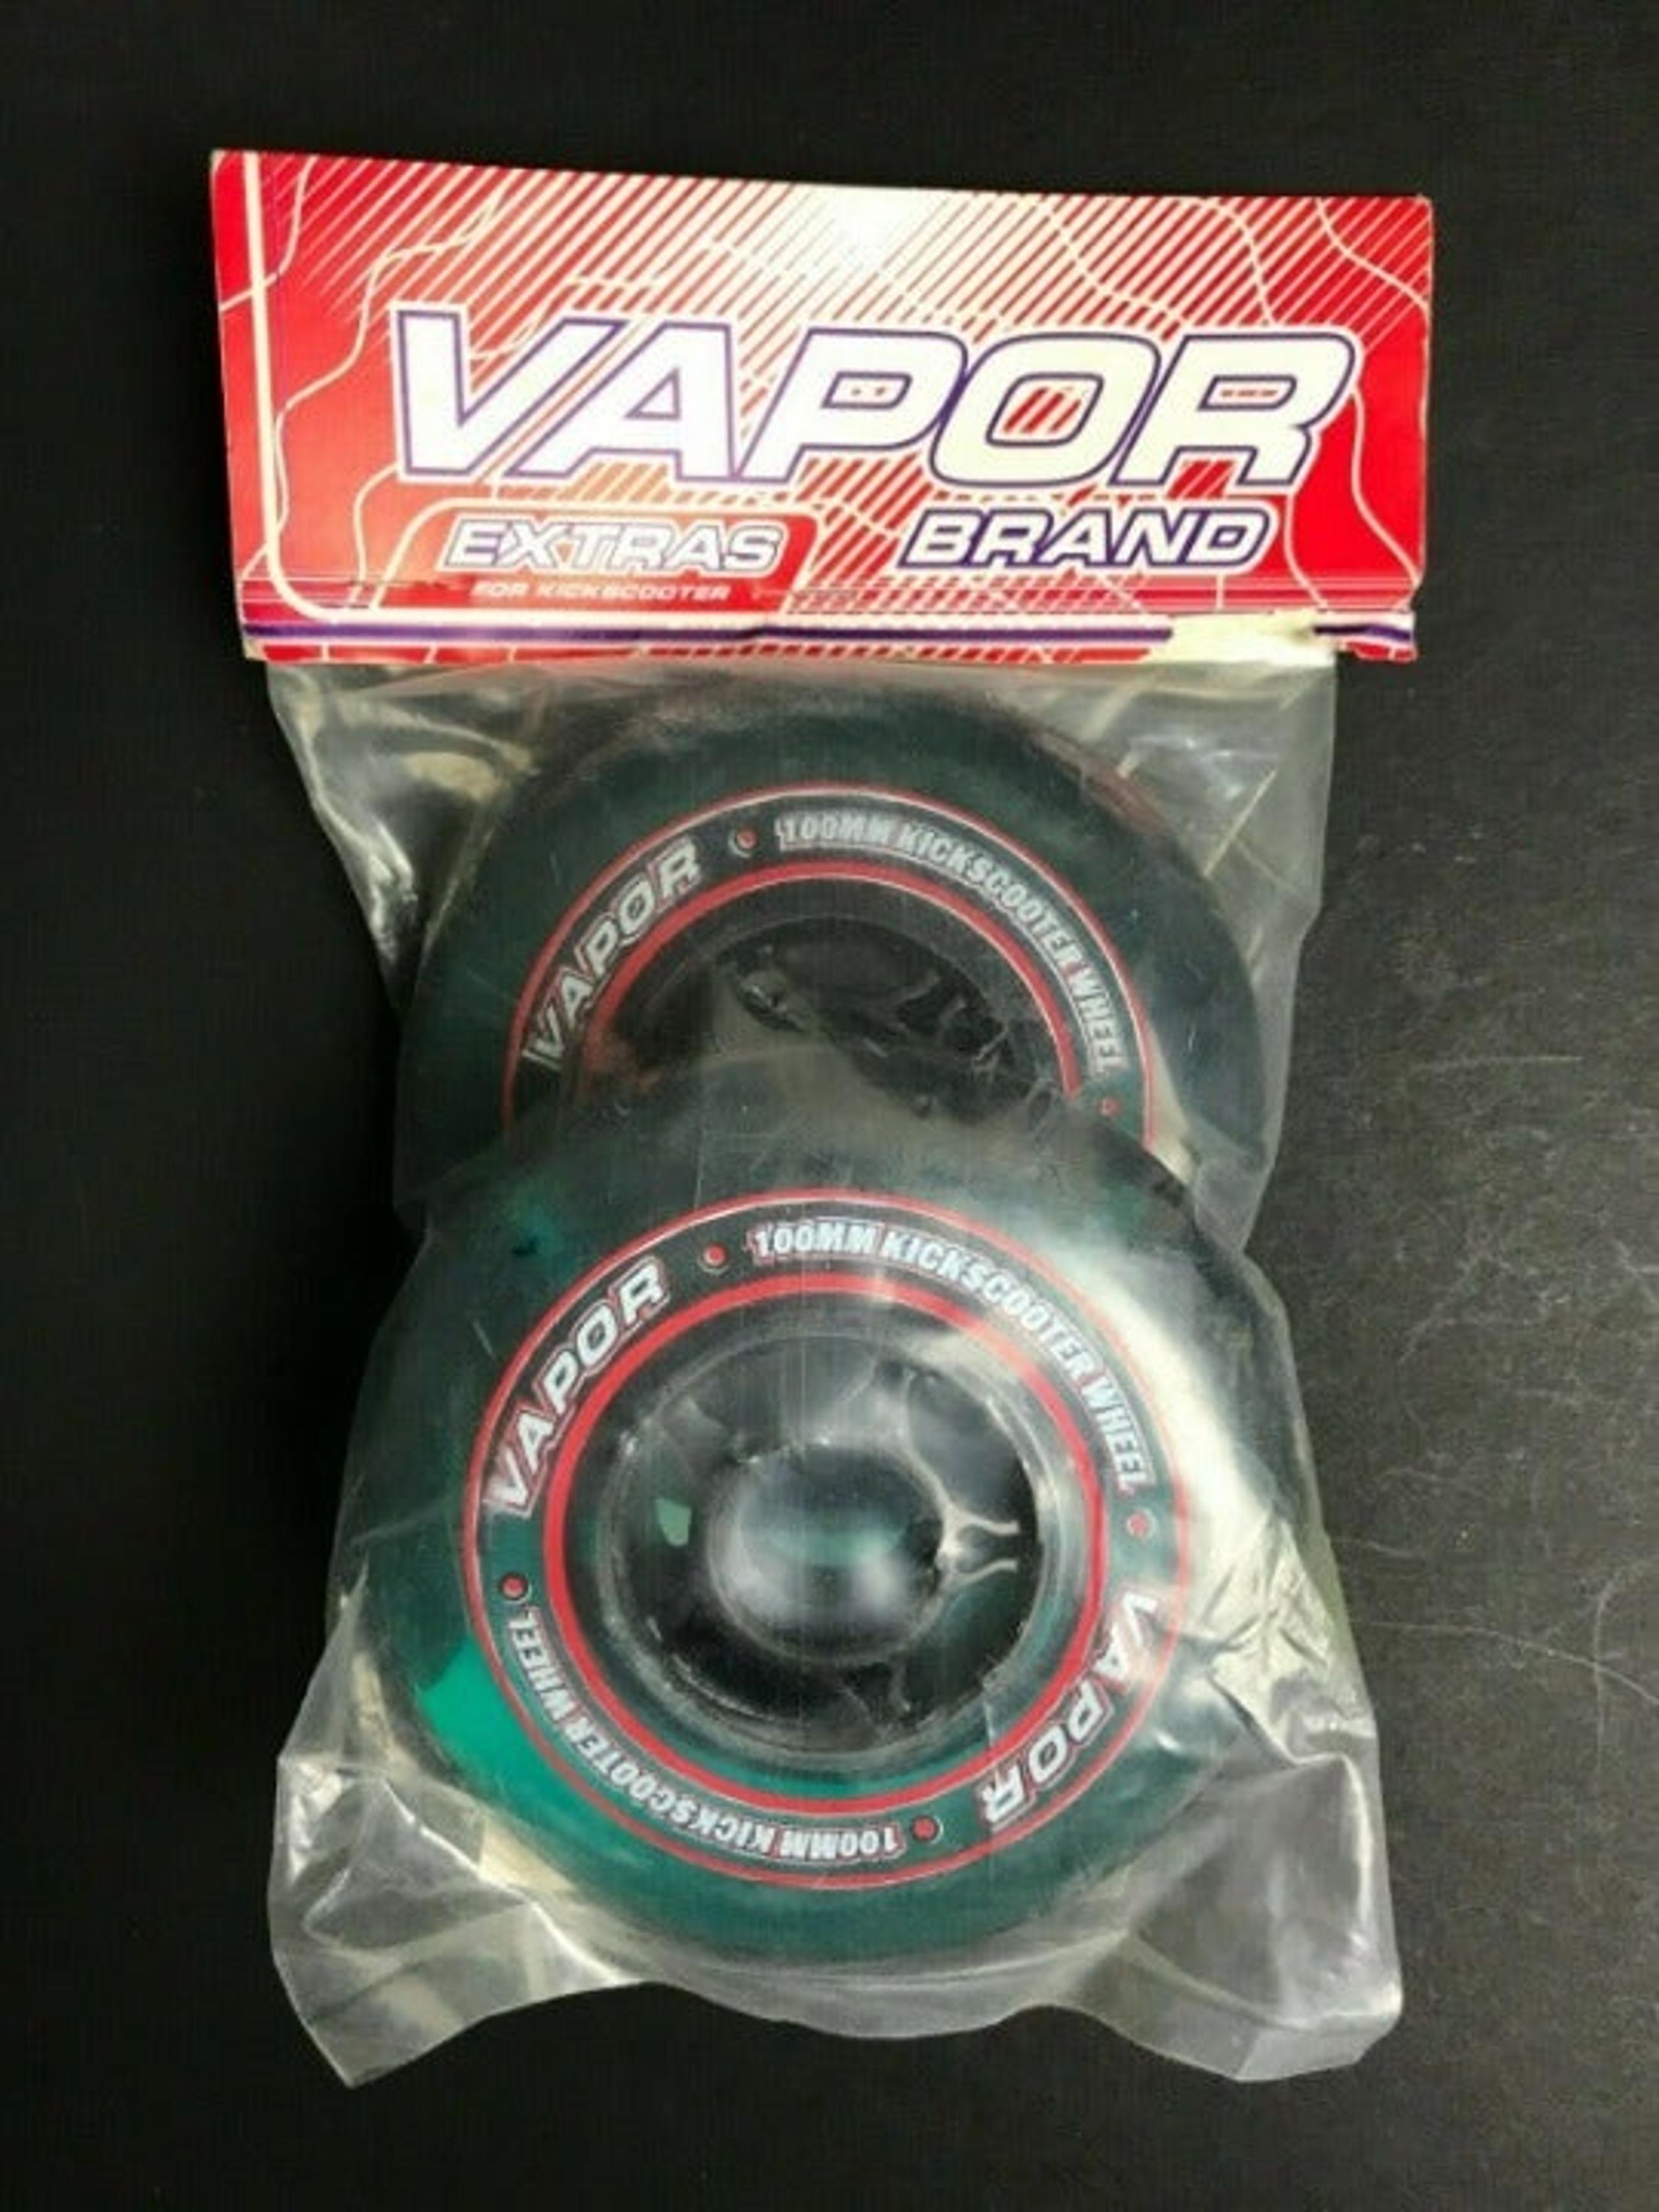 VAPOR
EXTRAS BRAND
FOR KICKSCOOTER
VAPOR • 100MM KICKSCOOTER WHEEL •
VAPOR • 100MM KICKSCOOTER WHEEL •
VAPOR • 100MM KICKSCOOTER WHEEL •